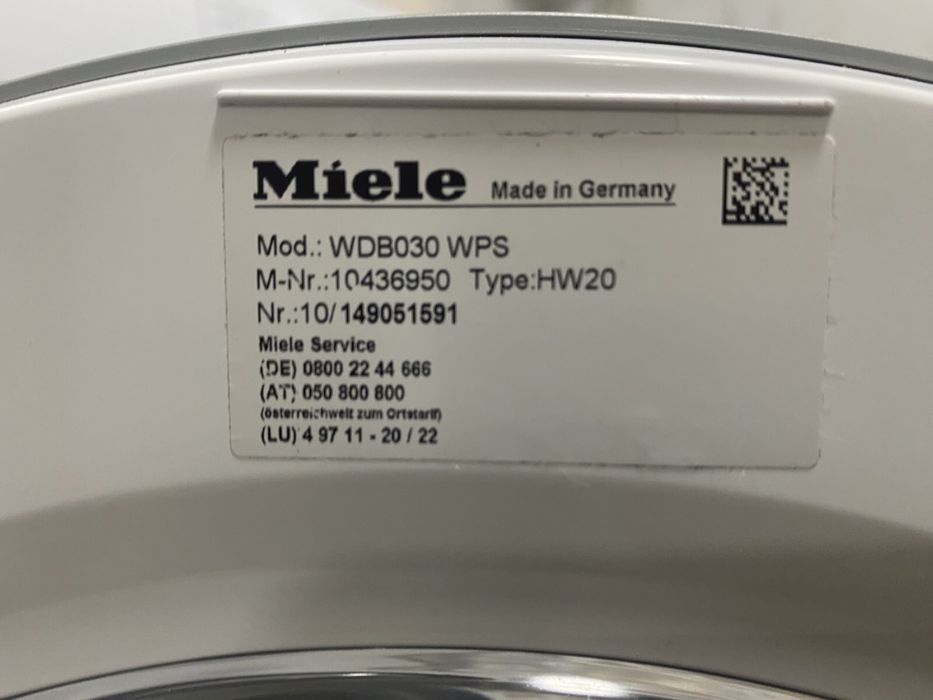 Miele Made in Germany
Mod.: WDB030 WPS
M-Nr.:10436950 Type:HW20
Nr.:10/149051591
Miele Service
(DE) 0800 22 44 666
(AT) 050 800 800
(österreichweit zum Ortstarif)
(LU) 4 97 11 - 20 / 22